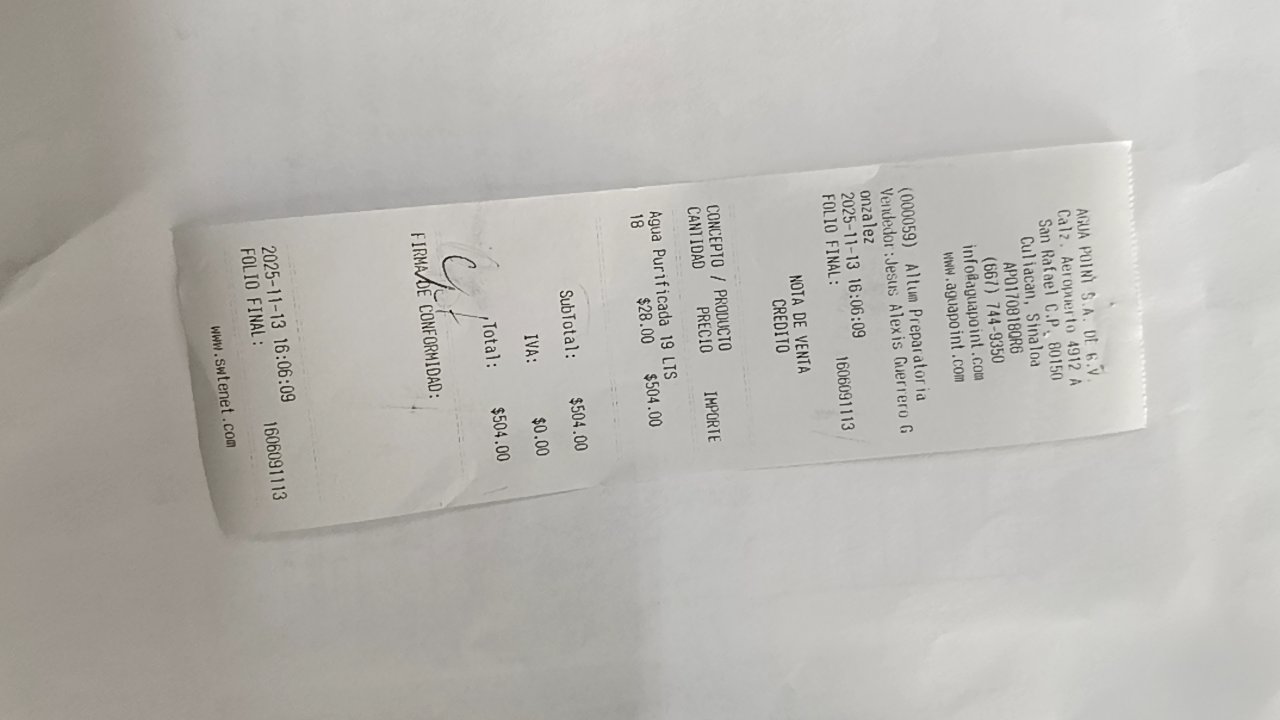 AGUA POINT S.A. DE C.V.
Calz. Aeropuerto 4912 A
San Rafael C.P. 80150
Culiacan, Sinaloa
APO170818QR6
(667) 744-9350
info@aguapoint.com
www.aguapoint.com
(000059) Altum Preparatoria
Vendedor:Jesus Alexis Guerrero G
onzalez
2025-11-13 16:06:09
FOLIO FINAL: 1606091113
NOTA DE VENTA
CREDITO
CONCEPTO / PRODUCTO
CANTIDAD PRECIO IMPORTE
Agua Purificada 19 LTS
18 $28.00 $504.00
SubTotal: $504.00
IVA: $0.00
Total: $504.00
FIRMA DE CONFORMIDAD:
2025-11-13 16:06:09
FOLIO FINAL: 1606091113
www.swtenet.com